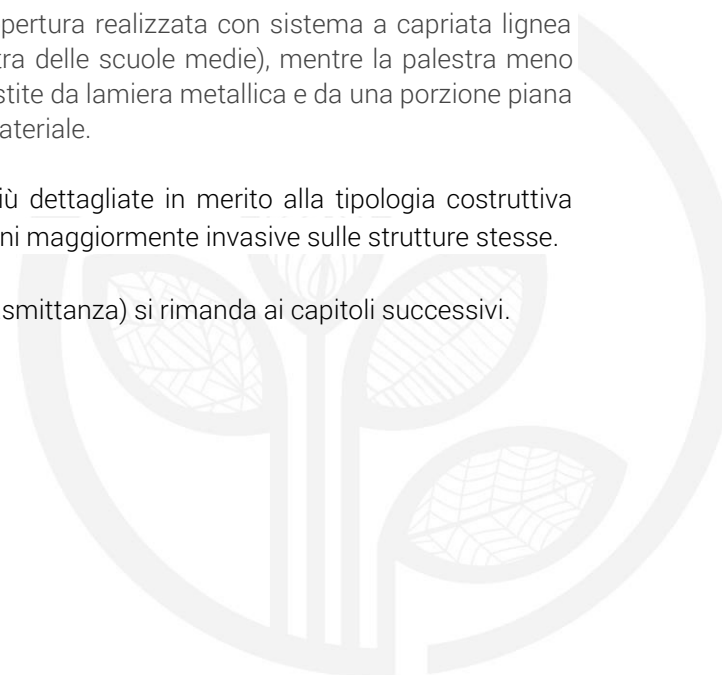 pertura realizzata con sistema a capriata lignea
tra delle scuole medie), mentre la palestra meno
stite da lamiera metallica e da una porzione piana
ateriale.
iù dettagliate in merito alla tipologia costruttiva
ni maggiormente invasive sulle strutture stesse.
smittanza) si rimanda ai capitoli successivi.